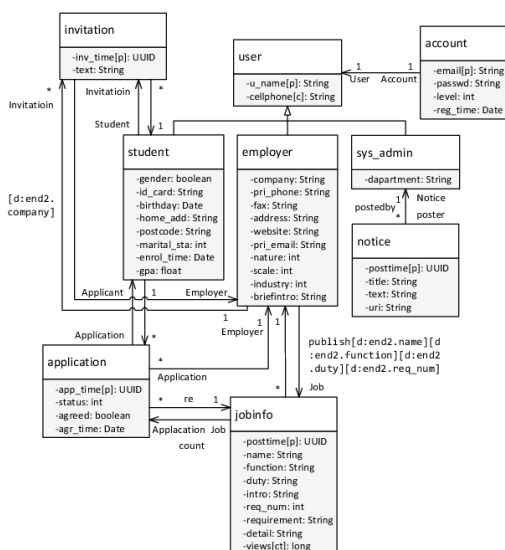 invitation
-inv_time[p]: UUID
-text: String
user
-u_name[p]: String
-cellphone[c]: String
account
-email[p]: String
-passwd: String
-level: int
-reg_time: Date
1
1
User
Account
*
Invitatioin
Invitatioin
*
Student
1
student
-gender: boolean
-id_card: String
-birthday: Date
-home_add: String
-postcode: String
-marital_sta: int
-enrol_time: Date
-gpa: float
employer
-company: String
-pri_phone: String
-fax: String
-address: String
-website: String
-pri_email: String
-nature: int
-scale: int
-industry: int
-briefintro: String
sys_admin
-dapartment: String
1
Notice
postedby
*
poster
notice
-posttime[p]: UUID
-title: String
-text: String
-uri: String
[d:end2.
company]
Applicant
1
Employer
1
1
1
Employer
Application
*
*
Application
publish[d:end2.name][d
:end2.function][d:end2
.duty][d:end2.req_num]
*
Job
application
-app_time[p]: UUID
-status: int
-agreed: boolean
-agr_time: Date
*
re
1
Applacation
Job
count
jobinfo
-posttime[p]: UUID
-name: String
-function: String
-duty: String
-intro: String
-req_num: int
-requirement: String
-detail: String
-views[ct]: long